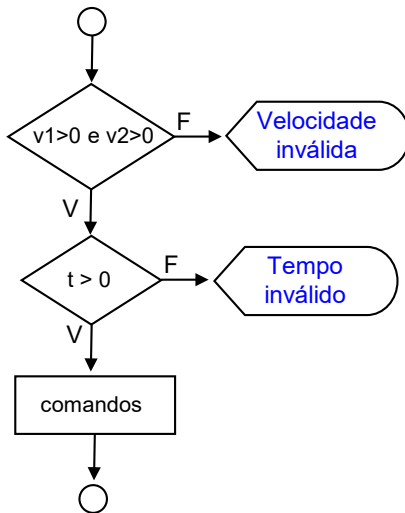 v1>0 e v2>0
F
Velocidade
inválida
V
t > 0
F
Tempo
inválido
V
comandos